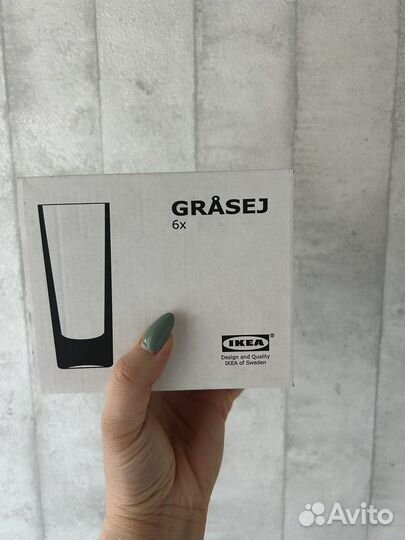 GRÅSEJ
6x
IKEA®
Design and Quality
IKEA of Sweden
Avito